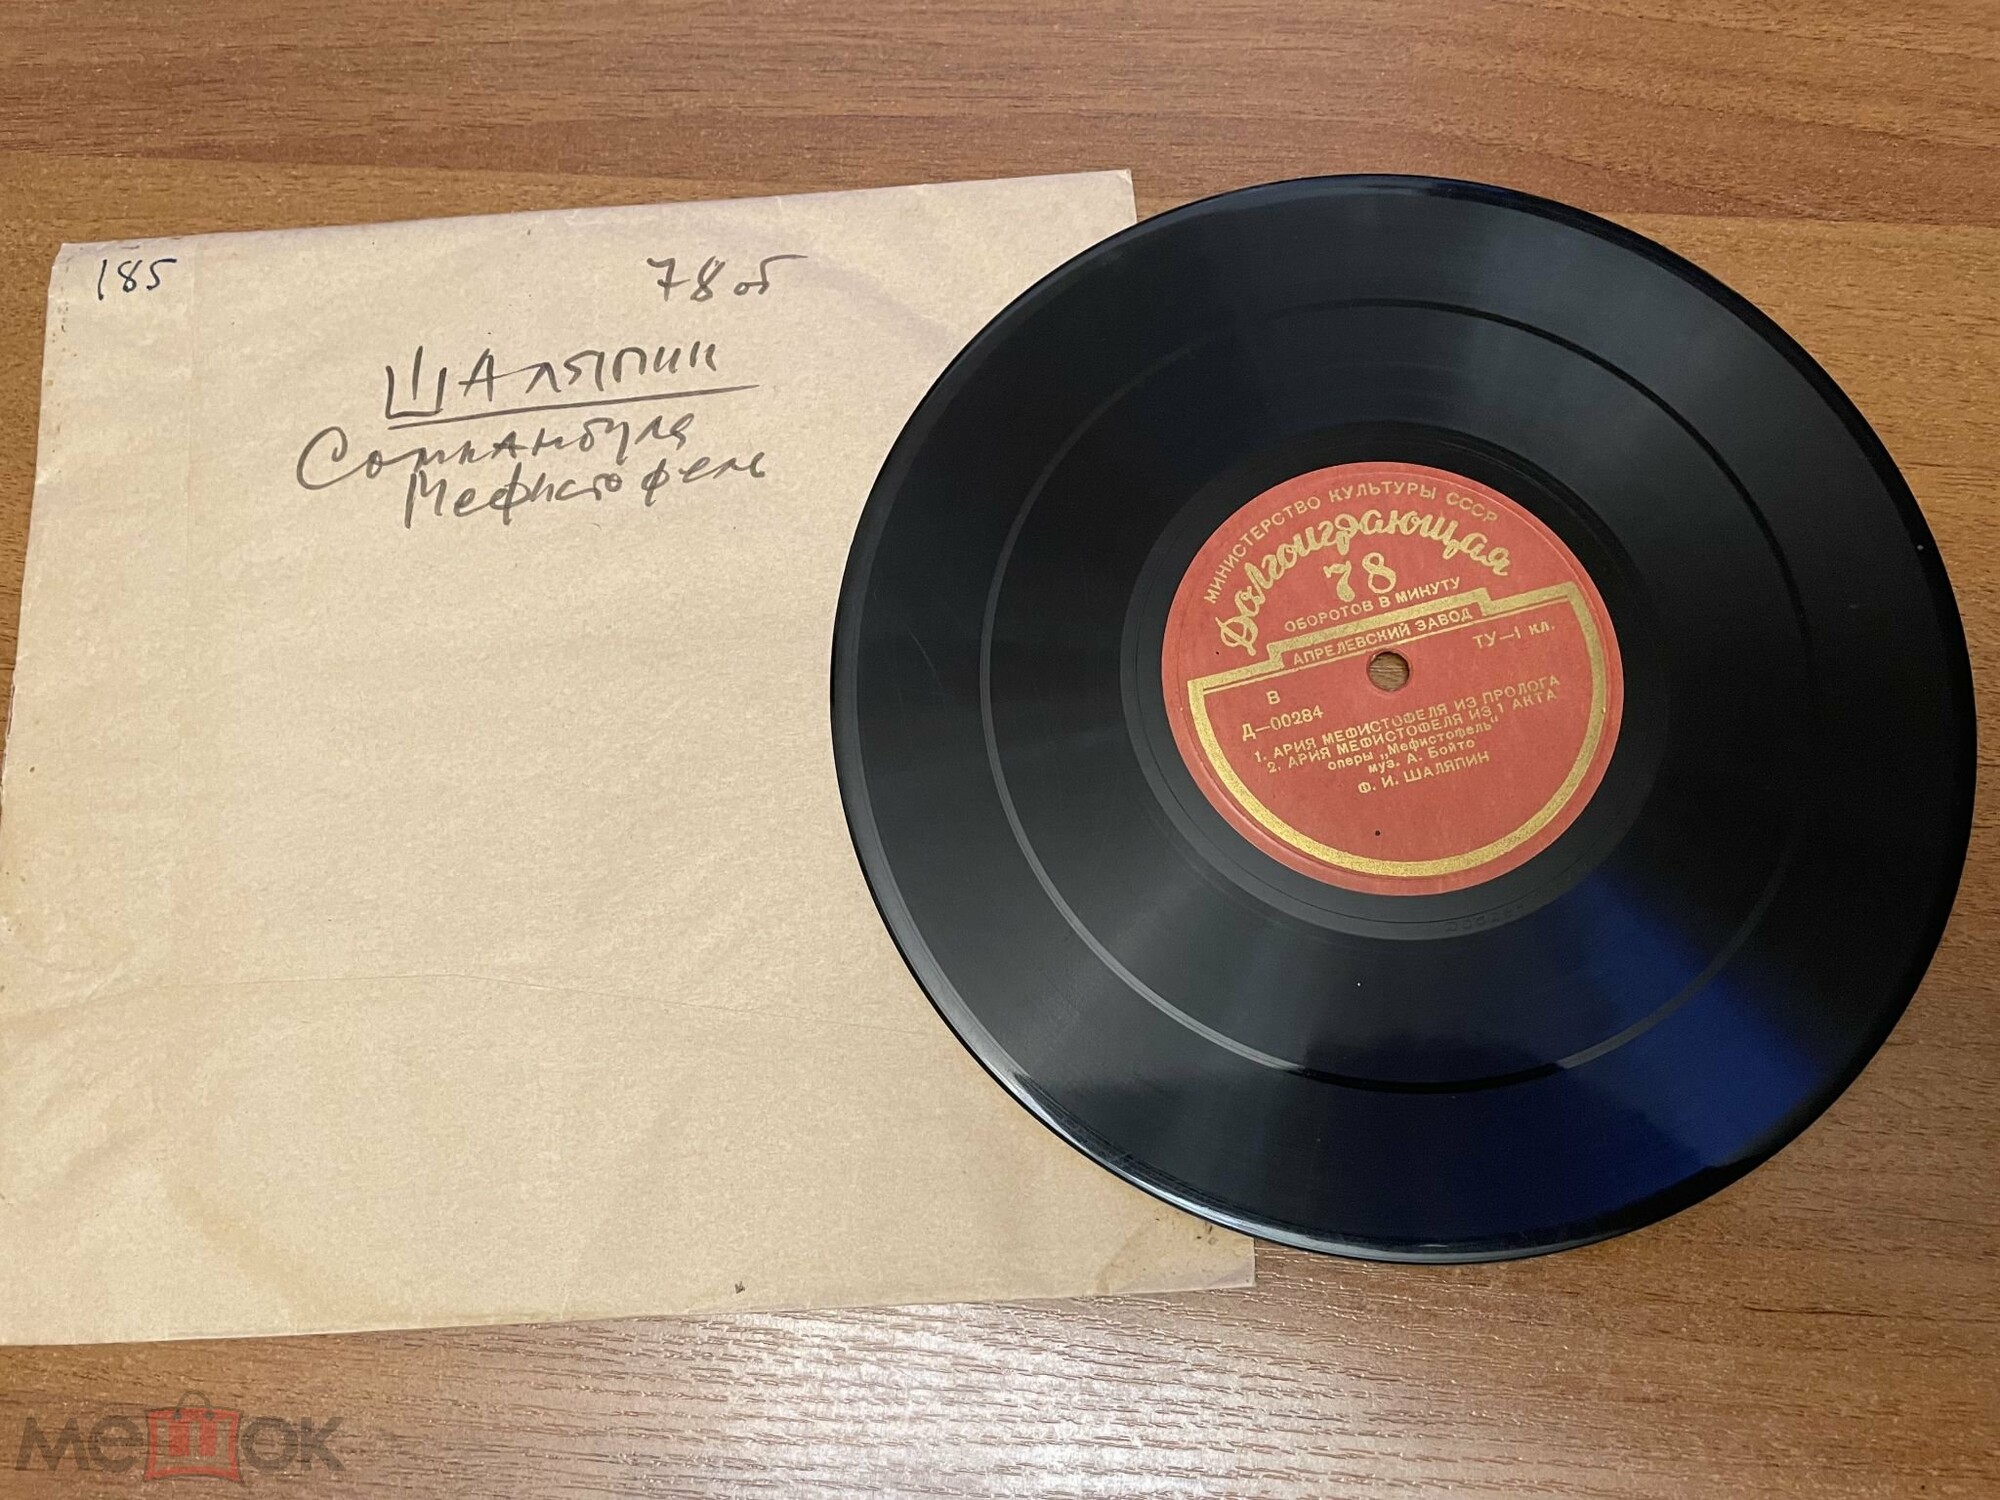 185
78 об
Шаляпин
Сомнамбула
Мефистофель
МИНИСТЕРСТВО КУЛЬТУРЫ СССР
Долгоиграющая
78
ОБОРОТОВ В МИНУТУ
АПРЕЛЕВСКИЙ ЗАВОД
ТУ—1 кл.
В
Д—00284
1. АРИЯ МЕФИСТОФЕЛЯ ИЗ ПРОЛОГА
2. АРИЯ МЕФИСТОФЕЛЯ ИЗ 1 АКТА
оперы „Мефистофель"
муз. А. Бойто
Ф. И. ШАЛЯПИН
мешок